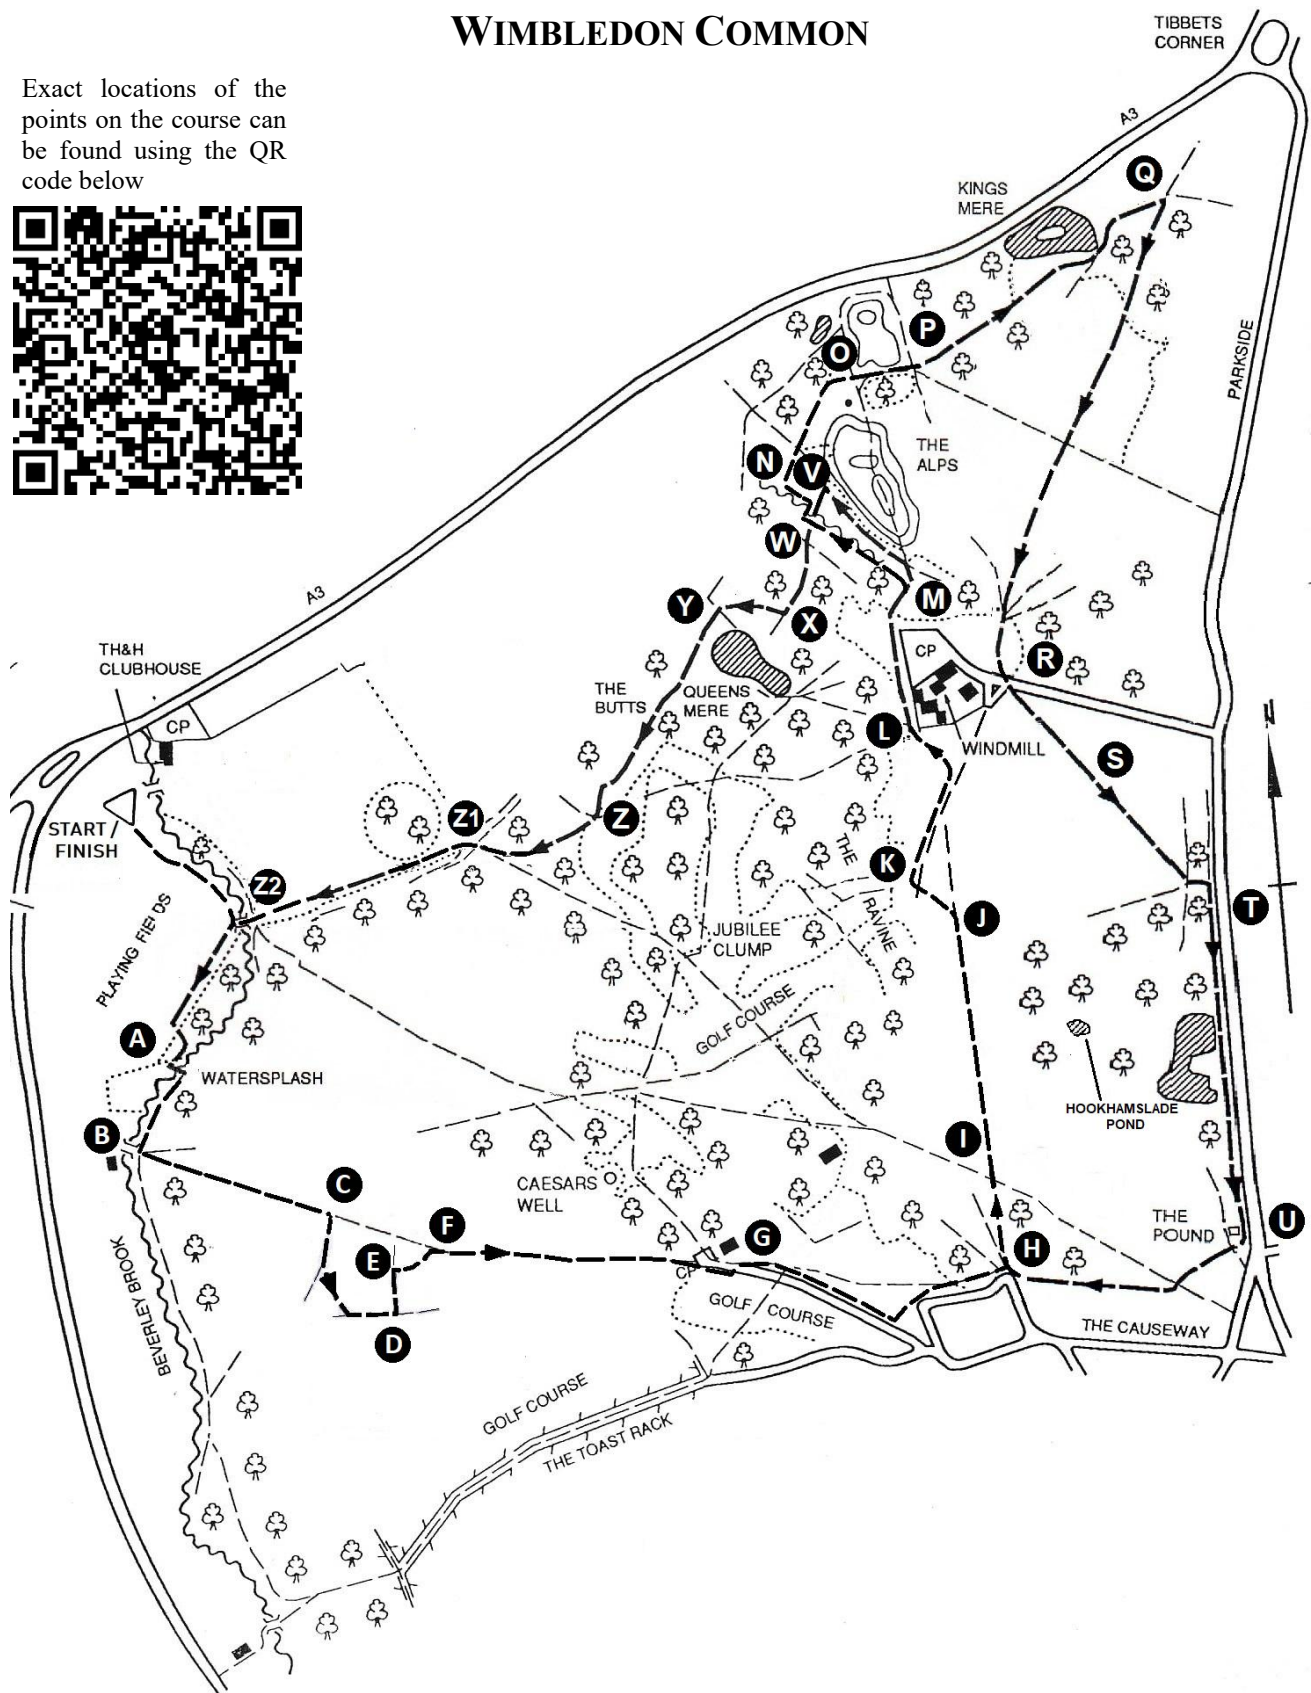 WIMBLEDON COMMON
TIBBETS
CORNER
Exact locations of the
points on the course can
be found using the QR
code below
A3
Q
KINGS
MERE
P
O
PARKSIDE
THE
ALPS
N
V
W
A3
M
Y
X
TH&H
CLUBHOUSE
CP
R
CP
THE
BUTTS
QUEENS
MERE
L
WINDMILL
S
START /
FINISH
Z1
Z
THE
RAVINE
K
Z2
PLAYING FIELDS
J
T
JUBILEE
CLUMP
GOLF COURSE
A
WATERSPLASH
HOOKHAMSLADE
POND
B
I
C
CAESARS
WELL
F
E
G
H
THE
POUND
U
CP
BEVERLEY BROOK
GOLF COURSE
THE CAUSEWAY
D
GOLF COURSE
THE TOAST RACK